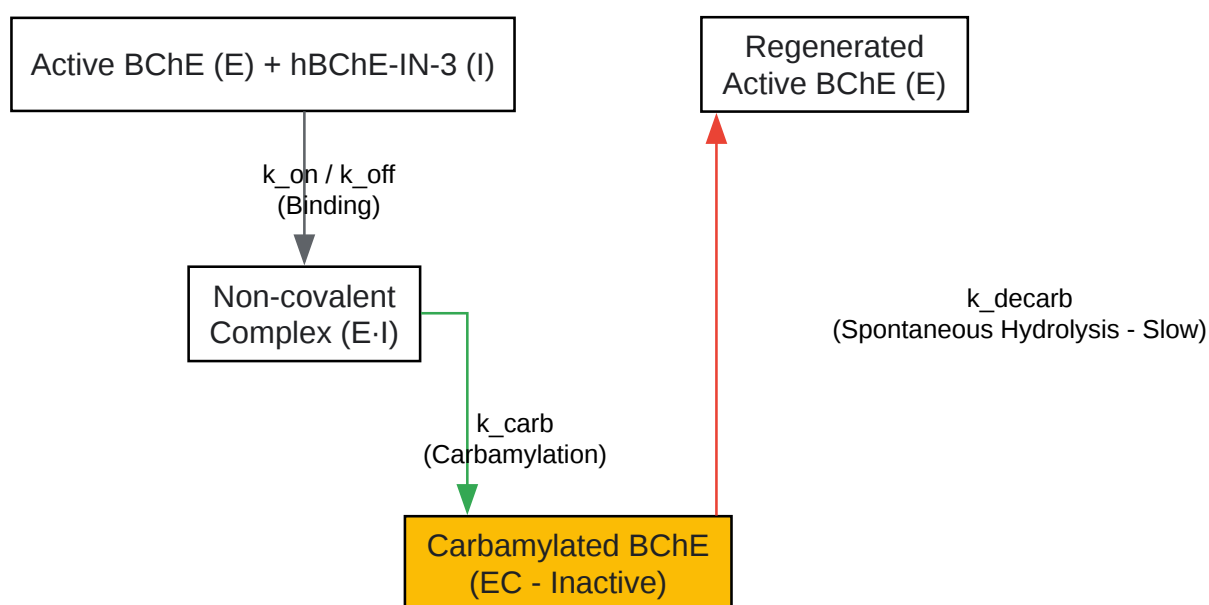 Active BChE (E) + hBChE-IN-3 (I)
Regenerated
Active BChE (E)
k_on / k_off
(Binding)
Non-covalent
Complex (E·I)
k_decarb
(Spontaneous Hydrolysis - Slow)
k_carb
(Carbamylation)
Carbamylated BChE
(EC - Inactive)